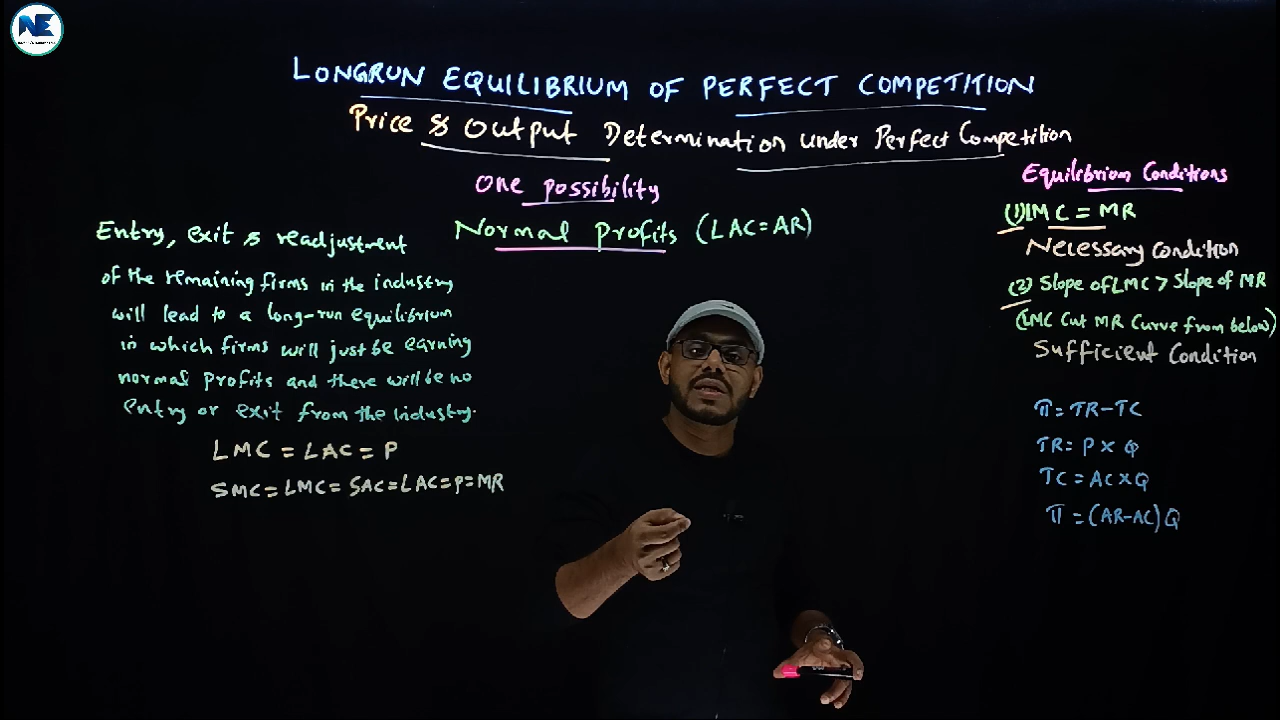 NE
LONGRUN EQUILIBRIUM OF PERFECT COMPETITION
Price & Output Determination under Perfect Competition
One possibility
Normal profits (LAC=AR)
Entry, exit & readjustment
of the remaining firms in the industry
will lead to a long-run equilibrium
in which firms will just be earning
normal profits and there will be no
entry or exit from the industry.
LMC = LAC = P
SMC = LMC = SAC = LAC = P = MR
Equilibrium Conditions
(1) LMC = MR
Necessary Condition
(2) Slope of LMC > Slope of MR
(LMC Cut MR Curve from below)
Sufficient Condition
π = TR - TC
TR = P × Q
TC = AC × Q
π = (AR-AC) Q